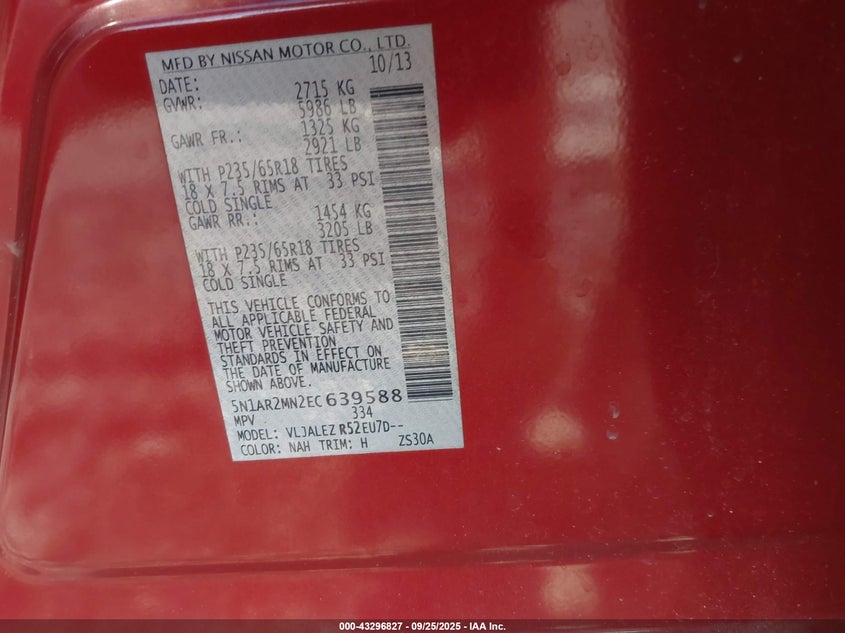 MFD BY NISSAN MOTOR CO., LTD.
DATE: 10/13
GVWR: 2715 KG
5986 LB
GAWR FR.: 1325 KG
2921 LB
WITH P235/65R18 TIRES
18 X 7.5 RIMS AT 33 PSI
COLD SINGLE
GAWR RR.: 1454 KG
3205 LB
WITH P235/65R18 TIRES
18 X 7.5 RIMS AT 33 PSI
COLD SINGLE
THIS VEHICLE CONFORMS TO
ALL APPLICABLE FEDERAL
MOTOR VEHICLE SAFETY AND
THEFT PREVENTION
STANDARDS IN EFFECT ON
THE DATE OF MANUFACTURE
SHOWN ABOVE.
5N1AR2MN2EC 639588
MPV 334
MODEL: VLJALEZ R52EU7D--
COLOR: NAH TRIM: H ZS30A
000-43296827 - 09/25/2025 - IAA Inc.